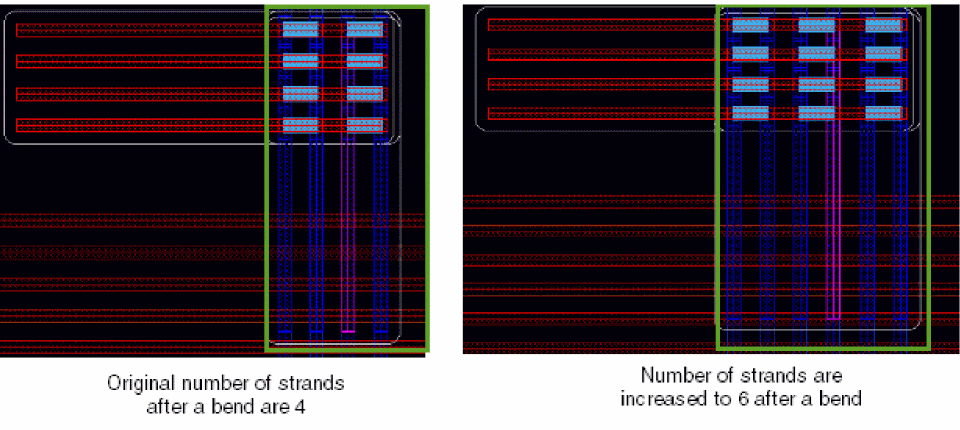 Original number of strands
after a bend are 4
Number of strands are
increased to 6 after a bend